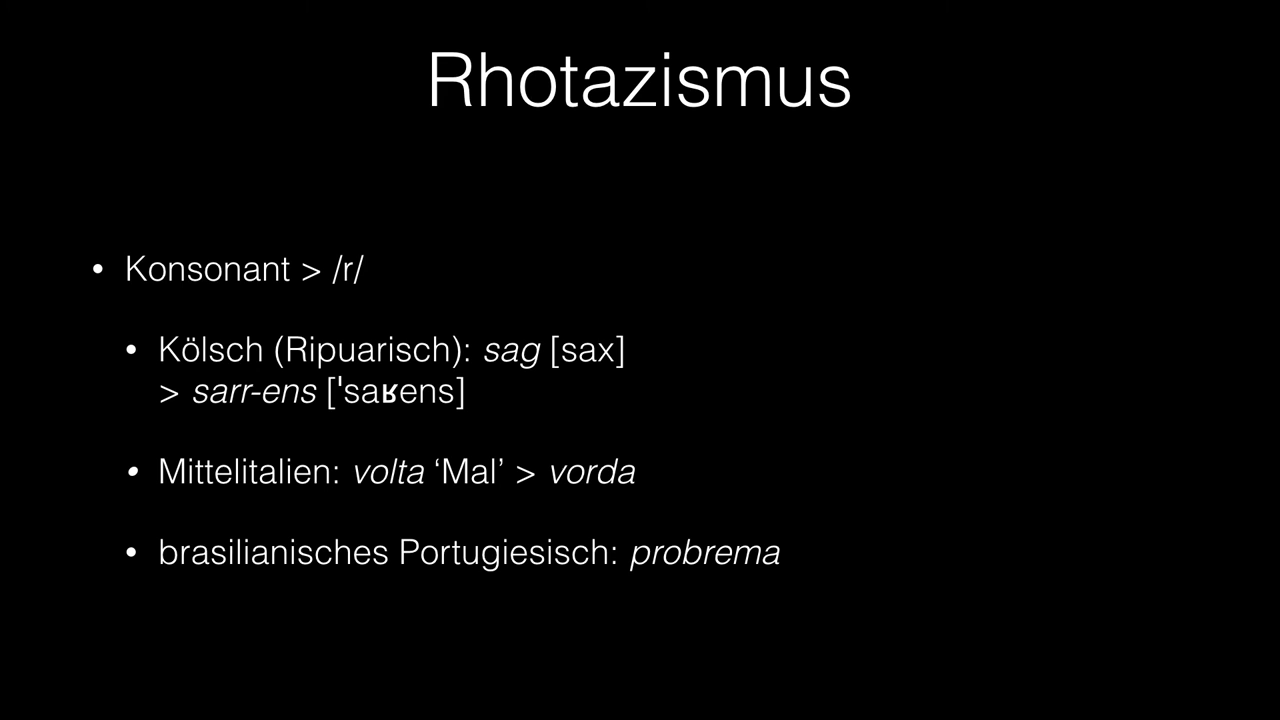 Rhotazismus
• Konsonant > /r/
• Kölsch (Ripuarisch): sag [sax]
> sarr-ens [ˈsaʁens]
• Mittelitalien: volta ‘Mal’ > vorda
• brasilianisches Portugiesisch: probrema